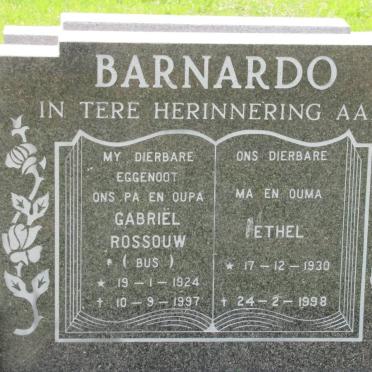 BARNARDO
IN TERE HERINNERING AA
MY DIERBARE
EGGENOOT
ONS PA EN OUPA
GABRIËL
ROSSOUW
(BUS)
* 19-1-1924
† 10-9-1997
ONS DIERBARE
MA EN OUMA
ETHEL
* 17-12-1930
† 24-2-1998